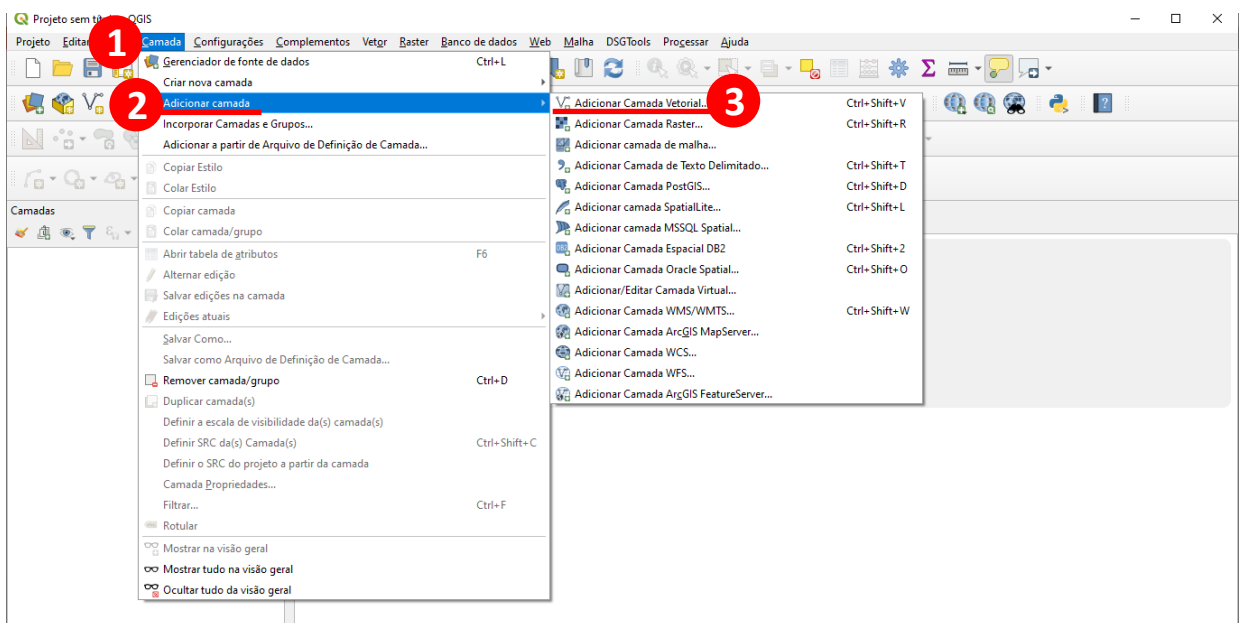 Projeto sem QGIS
Projeto Editar Camada Configurações Complementos Vetor Raster Banco de dados Web Malha DSGTools Processar Ajuda
1
Gerenciador de fonte de dados Ctrl+L
Criar nova camada
2 Adicionar camada
Incorporar Camadas e Grupos...
Adicionar a partir de Arquivo de Definição de Camada...
Copiar Estilo
Colar Estilo
Copiar camada
Colar camada/grupo
Abrir tabela de atributos F6
Alternar edição
Salvar edições na camada
Edições atuais
Salvar Como...
Salvar como Arquivo de Definição de Camada...
Remover camada/grupo Ctrl+D
Duplicar camada(s)
Definir a escala de visibilidade da(s) camada(s)
Definir SRC da(s) Camada(s) Ctrl+Shift+C
Definir o SRC do projeto a partir da camada
Camada Propriedades...
Filtrar... Ctrl+F
Rotular
Mostrar na visão geral
Mostrar tudo na visão geral
Ocultar tudo da visão geral
3
Adicionar Camada Vetorial... Ctrl+Shift+V
Adicionar Camada Raster... Ctrl+Shift+R
Adicionar camada de malha...
Adicionar Camada de Texto Delimitado... Ctrl+Shift+T
Adicionar Camada PostGIS... Ctrl+Shift+D
Adicionar camada SpatialLite... Ctrl+Shift+L
Adicionar camada MSSQL Spatial...
Adicionar Camada Espacial DB2 Ctrl+Shift+2
Adicionar Camada Oracle Spatial... Ctrl+Shift+O
Adicionar/Editar Camada Virtual...
Adicionar Camada WMS/WMTS... Ctrl+Shift+W
Adicionar Camada ArcGIS MapServer...
Adicionar Camada WCS...
Adicionar Camada WFS...
Adicionar Camada ArcGIS FeatureServer...
Camadas